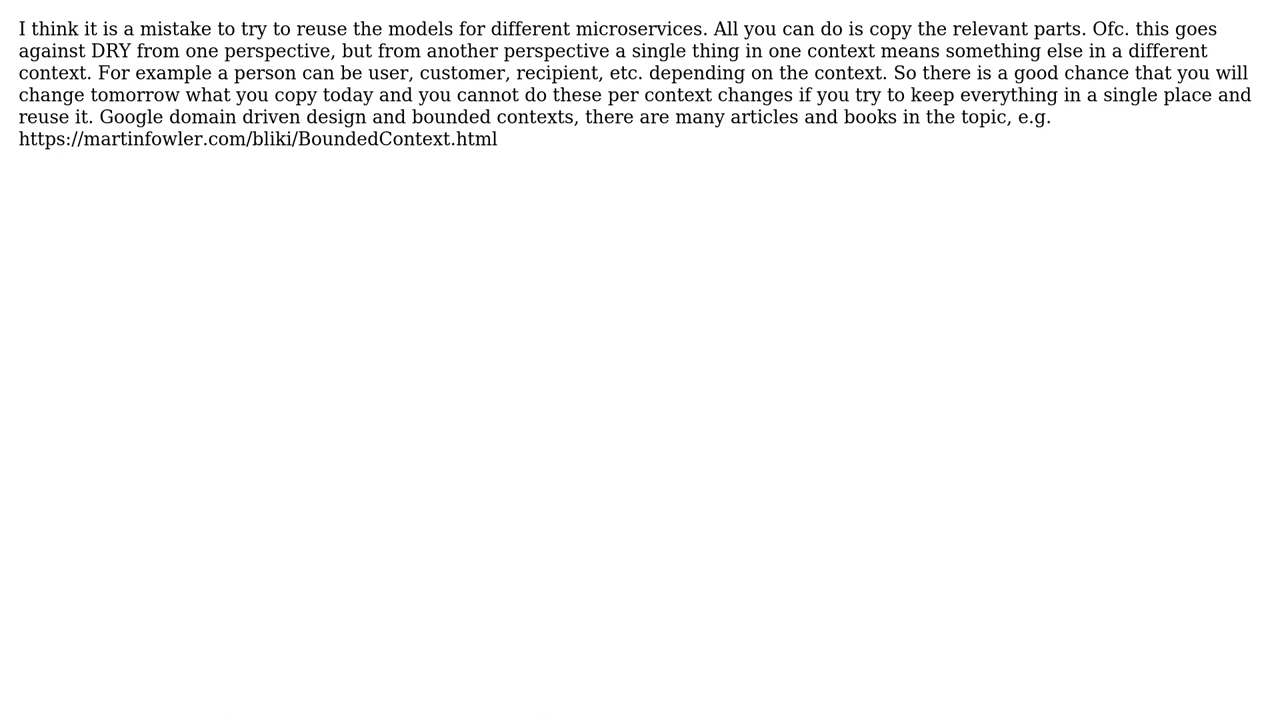 I think it is a mistake to try to reuse the models for different microservices. All you can do is copy the relevant parts. Ofc. this goes
against DRY from one perspective, but from another perspective a single thing in one context means something else in a different
context. For example a person can be user, customer, recipient, etc. depending on the context. So there is a good chance that you will
change tomorrow what you copy today and you cannot do these per context changes if you try to keep everything in a single place and
reuse it. Google domain driven design and bounded contexts, there are many articles and books in the topic, e.g.
https://martinfowler.com/bliki/BoundedContext.html